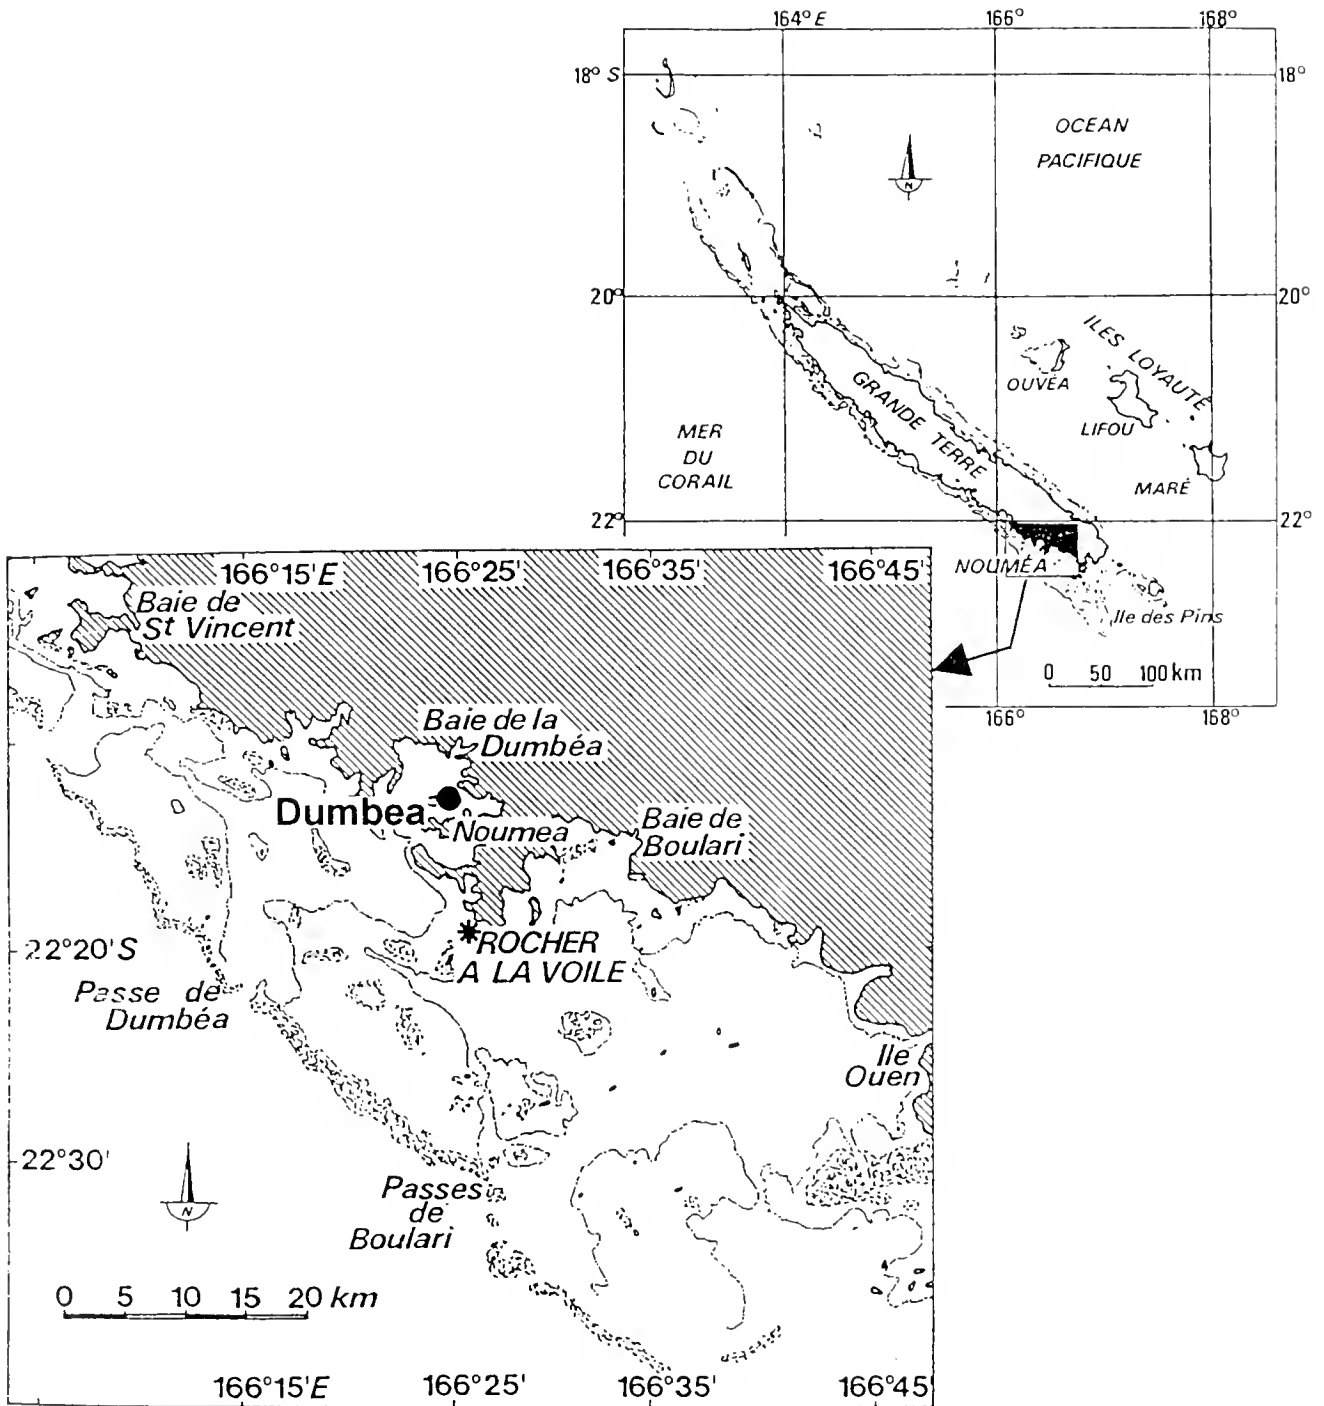 164° E 166° 168°
18° S 18°
OCEAN
PACIFIQUE
N
20° 20°
ILES LOYAUTÉ
OUVÉA
GRANDE TERRE
LIFOU
MER
DU
CORAIL
MARÉ
22° 22°
NOUMÉA
Ile des Pins
0 50 100 km
166° 168°
166°15'E 166°25' 166°35' 166°45'
Baie de
St Vincent
Baie de la
Dumbéa
Dumbea
Noumea
Baie de
Boulari
22°20'S
ROCHER
A LA VOILE
Passe de
Dumbéa
Ile
Ouen
22°30'
N
Passes
de
Boulari
0 5 10 15 20 km
166°15'E 166°25' 166°35' 166°45